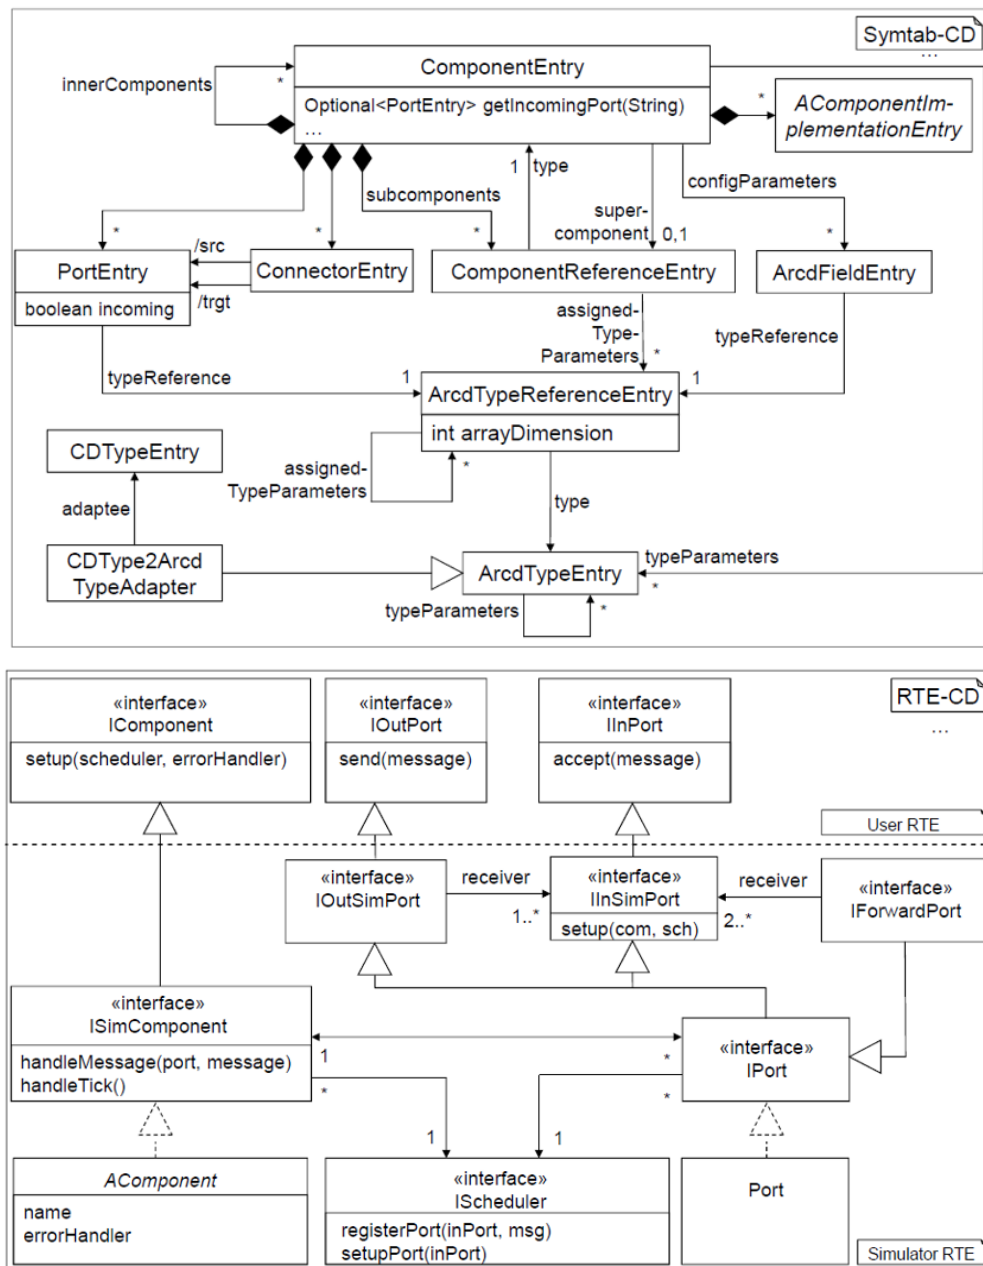 Symtab-CD
...
ComponentEntry
innerComponents
*
Optional<PortEntry> getIncomingPort(String)
...
*
AComponentIm-
plementationEntry
subcomponents
1
type
configParameters
super-
component
0,1
*
*
*
*
/src
PortEntry
ConnectorEntry
ComponentReferenceEntry
ArcdFieldEntry
boolean incoming
/trgt
assigned-
Type-
Parameters
*
typeReference
typeReference
1
1
ArcdTypeReferenceEntry
int arrayDimension
CDTypeEntry
assigned-
TypeParameters
*
adaptee
type
CDType2Arcd
TypeAdapter
ArcdTypeEntry
typeParameters
*
typeParameters
*
RTE-CD
...
«interface»
IComponent
setup(scheduler, errorHandler)
«interface»
IOutPort
send(message)
«interface»
IInPort
accept(message)
User RTE
«interface»
IOutSimPort
receiver
1..*
«interface»
IInSimPort
setup(com, sch)
receiver
2..*
«interface»
IForwardPort
«interface»
ISimComponent
handleMessage(port, message)
handleTick()
1
*
*
*
«interface»
IPort
1
1
AComponent
name
errorHandler
«interface»
IScheduler
registerPort(inPort, msg)
setupPort(inPort)
Port
Simulator RTE